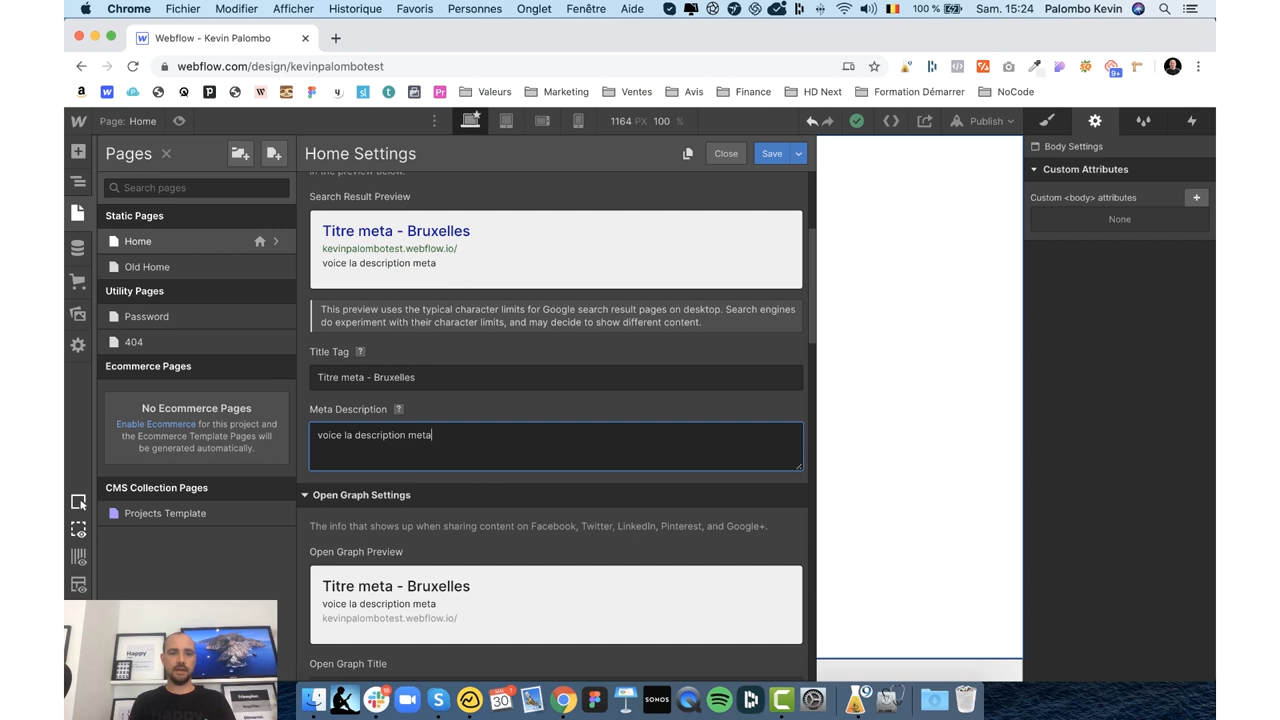 Chrome Fichier Modifier Afficher Historique Favoris Personnes Onglet Fenêtre Aide 100 % Sam. 15:24 Palombo Kevin
Webflow - Kevin Palombo
webflow.com/design/kevinpalombotest
9+
Valeurs Marketing Ventes Avis Finance HD Next Formation Démarrer NoCode
Page: Home 1164 PX 100 % Publish
Pages
Search pages
Static Pages
Home
Old Home
Utility Pages
Password
404
Ecommerce Pages
No Ecommerce Pages
Enable Ecommerce for this project and
the Ecommerce Template Pages will
be generated automatically.
CMS Collection Pages
Projects Template
Home Settings Close Save
in the preview below.
Search Result Preview
Titre meta - Bruxelles
kevinpalombotest.webflow.io/
voice la description meta
This preview uses the typical character limits for Google search result pages on desktop. Search engines
do experiment with their character limits, and may decide to show different content.
Title Tag ?
Titre meta - Bruxelles
Meta Description ?
voice la description meta
Open Graph Settings
The info that shows up when sharing content on Facebook, Twitter, LinkedIn, Pinterest, and Google+.
Open Graph Preview
Titre meta - Bruxelles
voice la description meta
kevinpalombotest.webflow.io/
Open Graph Title
Body Settings
Custom Attributes
Custom <body> attributes
None
Happy
30
SONOS